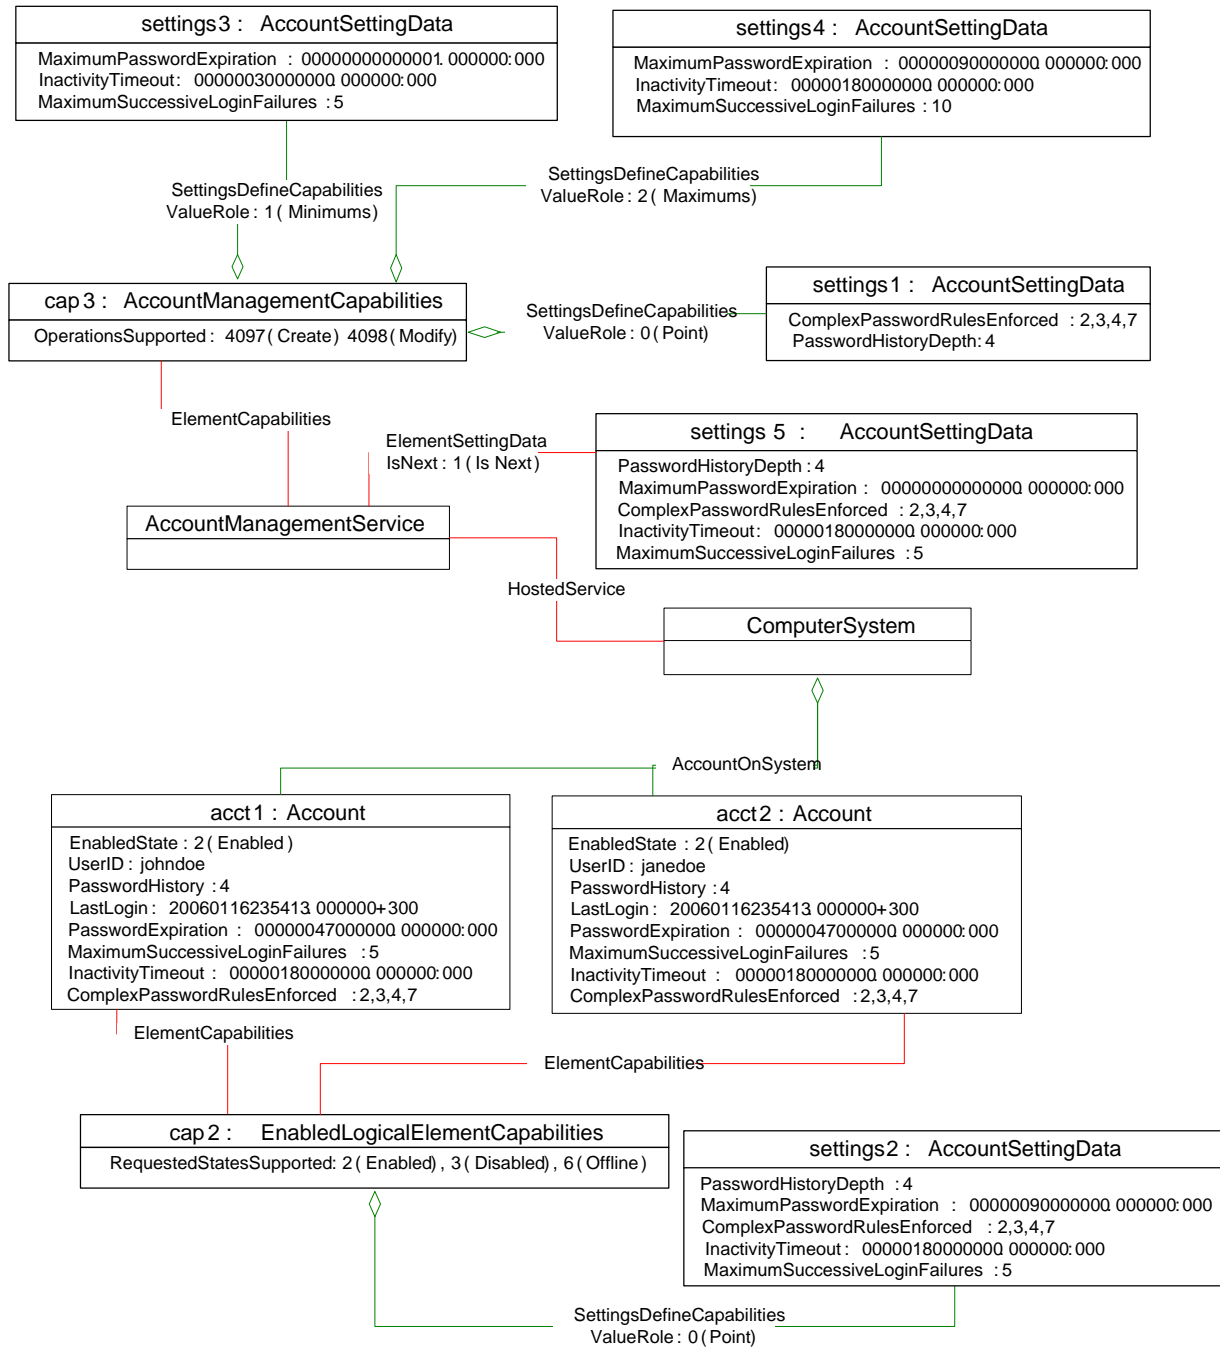 settings3 : AccountSettingData
MaximumPasswordExpiration : 00000000000001.000000:000
InactivityTimeout: 00000030000000.000000:000
MaximumSuccessiveLoginFailures : 5
settings4 : AccountSettingData
MaximumPasswordExpiration : 00000090000000.000000:000
InactivityTimeout: 00000180000000.000000:000
MaximumSuccessiveLoginFailures : 10
SettingsDefineCapabilities
ValueRole : 1 ( Minimums)
SettingsDefineCapabilities
ValueRole : 2 ( Maximums)
cap3 : AccountManagementCapabilities
OperationsSupported : 4097( Create) 4098(Modify)
SettingsDefineCapabilities
ValueRole : 0 (Point)
settings1 : AccountSettingData
ComplexPasswordRulesEnforced : 2,3,4,7
PasswordHistoryDepth: 4
ElementCapabilities
ElementSettingData
IsNext : 1 ( Is Next)
settings 5 : AccountSettingData
PasswordHistoryDepth : 4
MaximumPasswordExpiration : 00000000000000.000000:000
ComplexPasswordRulesEnforced : 2,3,4,7
InactivityTimeout: 00000180000000.000000:000
MaximumSuccessiveLoginFailures : 5
AccountManagementService
HostedService
ComputerSystem
AccountOnSystem
acct1 : Account
EnabledState : 2 ( Enabled )
UserID : johndoe
PasswordHistory : 4
LastLogin : 20060116235413.000000+300
PasswordExpiration : 00000047000000.000000:000
MaximumSuccessiveLoginFailures : 5
InactivityTimeout : 00000180000000.000000:000
ComplexPasswordRulesEnforced : 2,3,4,7
acct2 : Account
EnabledState : 2 ( Enabled)
UserID : janedoe
PasswordHistory : 4
LastLogin : 20060116235413.000000+300
PasswordExpiration : 00000047000000.000000:000
MaximumSuccessiveLoginFailures : 5
InactivityTimeout : 00000180000000.000000:000
ComplexPasswordRulesEnforced : 2,3,4,7
ElementCapabilities
ElementCapabilities
cap2 : EnabledLogicalElementCapabilities
RequestedStatesSupported: 2 ( Enabled) , 3 ( Disabled) , 6 (Offline)
settings2 : AccountSettingData
PasswordHistoryDepth : 4
MaximumPasswordExpiration : 00000090000000.000000:000
ComplexPasswordRulesEnforced : 2,3,4,7
InactivityTimeout : 00000180000000.000000:000
MaximumSuccessiveLoginFailures : 5
SettingsDefineCapabilities
ValueRole : 0 (Point)